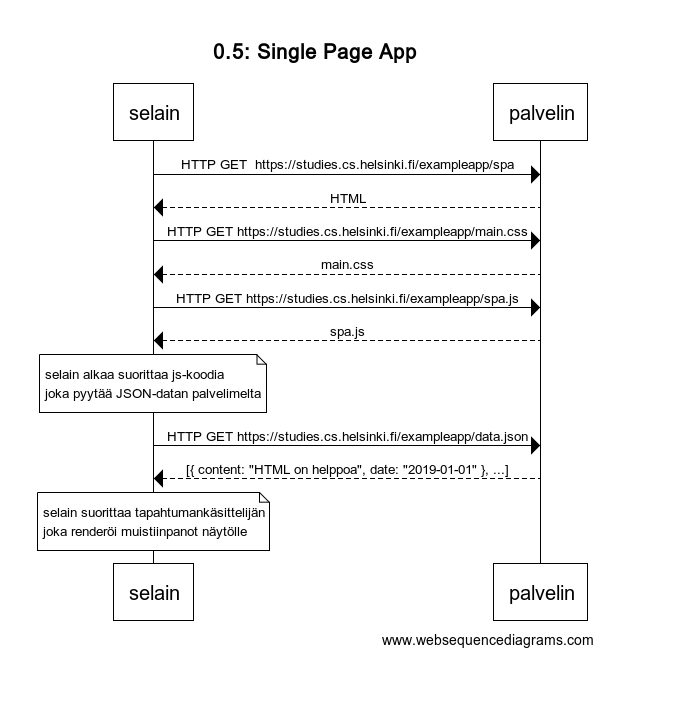 0.5: Single Page App
selain
palvelin
HTTP GET  https://studies.cs.helsinki.fi/exampleapp/spa
HTML
HTTP GET https://studies.cs.helsinki.fi/exampleapp/main.css
main.css
HTTP GET https://studies.cs.helsinki.fi/exampleapp/spa.js
spa.js
selain alkaa suorittaa js-koodia
joka pyytää JSON-datan palvelimelta
HTTP GET https://studies.cs.helsinki.fi/exampleapp/data.json
[{ content: "HTML on helppoa", date: "2019-01-01" }, ...]
selain suorittaa tapahtumankäsittelijän
joka renderöi muistiinpanot näytölle
selain
palvelin
www.websequencediagrams.com